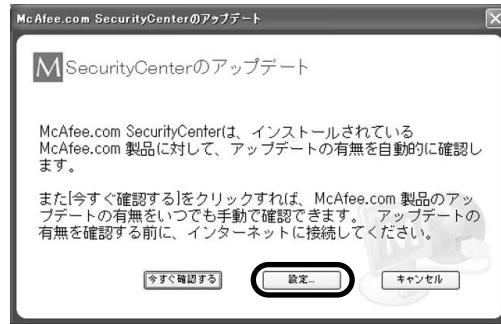 McAfee.com SecurityCenterのアップデート
M SecurityCenterのアップデート
McAfee.com SecurityCenterは、インストールされている
McAfee.com 製品に対して、アップデートの有無を自動的に確認し
ます。
また[今すぐ確認する]をクリックすれば、McAfee.com 製品のアッ
プデートの有無をいつでも手動で確認できます。 アップデートの
有無を確認する前に、インターネットに接続してください。
今すぐ確認する 設定... キャンセル